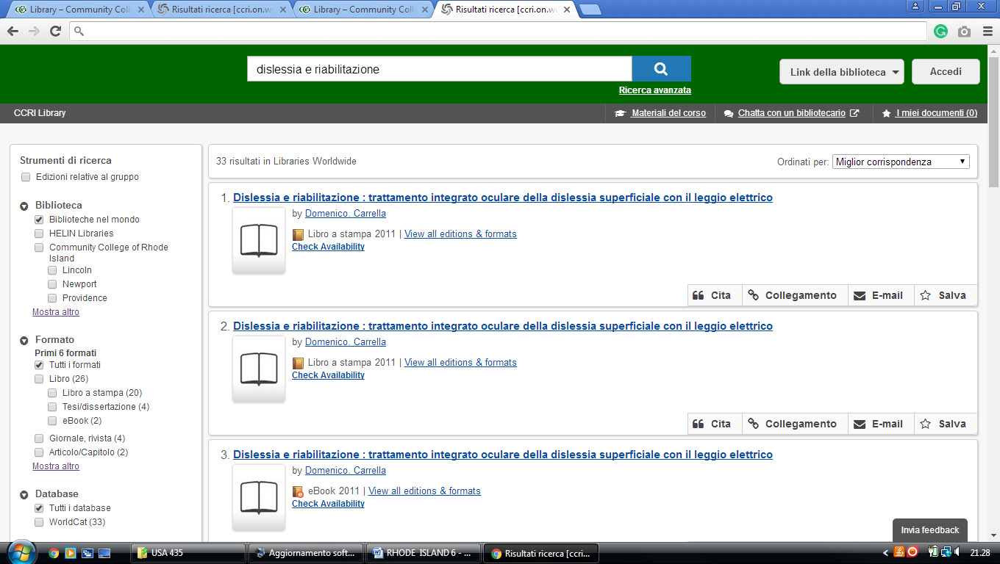 Library – Community Coll
Risultati ricerca [ccri.on.w
Library – Community Coll
Risultati ricerca [ccri.on.w
dislessia e riabilitazione
Ricerca avanzata
Link della biblioteca
Accedi
CCRI Library
Materiali del corso
Chatta con un bibliotecario
I miei documenti (0)
Strumenti di ricerca
Edizioni relative al gruppo
Biblioteca
Biblioteche nel mondo
HELIN Libraries
Community College of Rhode
Island
Lincoln
Newport
Providence
Mostra altro
Formato
Primi 6 formati
Tutti i formati
Libro (26)
Libro a stampa (20)
Tesi/dissertazione (4)
eBook (2)
Giornale, rivista (4)
Articolo/Capitolo (2)
Mostra altro
Database
Tutti i database
WorldCat (33)
33 risultati in Libraries Worldwide
Ordinati per: Miglior corrispondenza
1. Dislessia e riabilitazione : trattamento integrato oculare della dislessia superficiale con il leggio elettrico
by Domenico. Carrella
Libro a stampa 2011 | View all editions & formats
Check Availability
Cita Collegamento E-mail Salva
2. Dislessia e riabilitazione : trattamento integrato oculare della dislessia superficiale con il leggio elettrico
by Domenico. Carrella
Libro a stampa 2011 | View all editions & formats
Check Availability
Cita Collegamento E-mail Salva
3. Dislessia e riabilitazione : trattamento integrato oculare della dislessia superficiale con il leggio elettrico
by Domenico. Carrella
eBook 2011 | View all editions & formats
Check Availability
Invia feedback
USA 435
Aggiornamento soft...
RHODE ISLAND 6 - ...
Risultati ricerca [ccri...
21.28